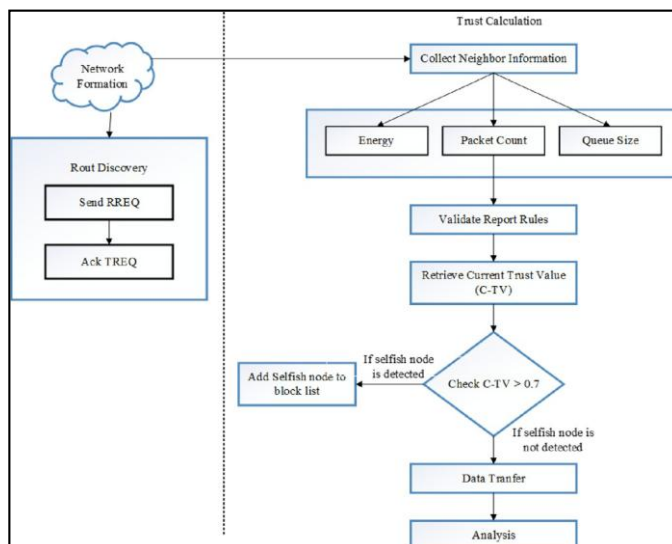 Trust Calculation
Network
Formation
Collect Neighbor Information
Energy
Packet Count
Queue Size
Rout Discovery
Send RREQ
Ack TREQ
Validate Report Rules
Retrieve Current Trust Value
(C-TV)
If selfish node
is detected
Add Selfish node to
block list
Check C-TV > 0.7
If selfish node is
not detected
Data Tranfer
Analysis